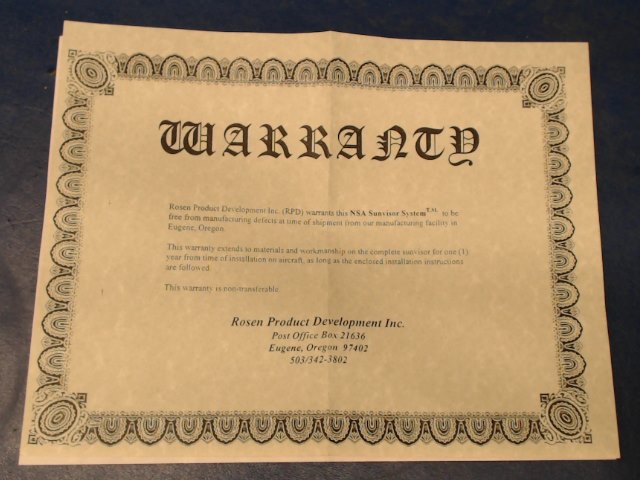 WARRANTY
Rosen Product Development Inc. (RPD) warrants this NSA Sunvisor System T.M. to be
free from manufacturing defects at time of shipment from our manufacturing facility in
Eugene, Oregon.
This warranty extends to materials and workmanship on the complete sunvisor for one (1)
year from time of installation on aircraft, as long as the enclosed installation instructions
are followed.
This warranty is non-transferable.
Rosen Product Development Inc.
Post Office Box 21636
Eugene, Oregon 97402
503/342-3802